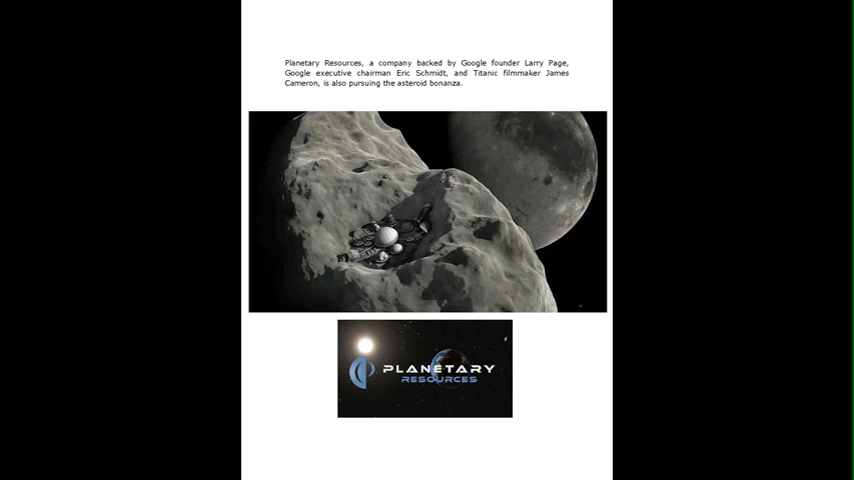 Planetary Resources, a company backed by Google founder Larry Page,
Google executive chairman Eric Schmidt, and Titanic filmmaker James
Cameron, is also pursuing the asteroid bonanza.
PLANETARY
RESOURCES